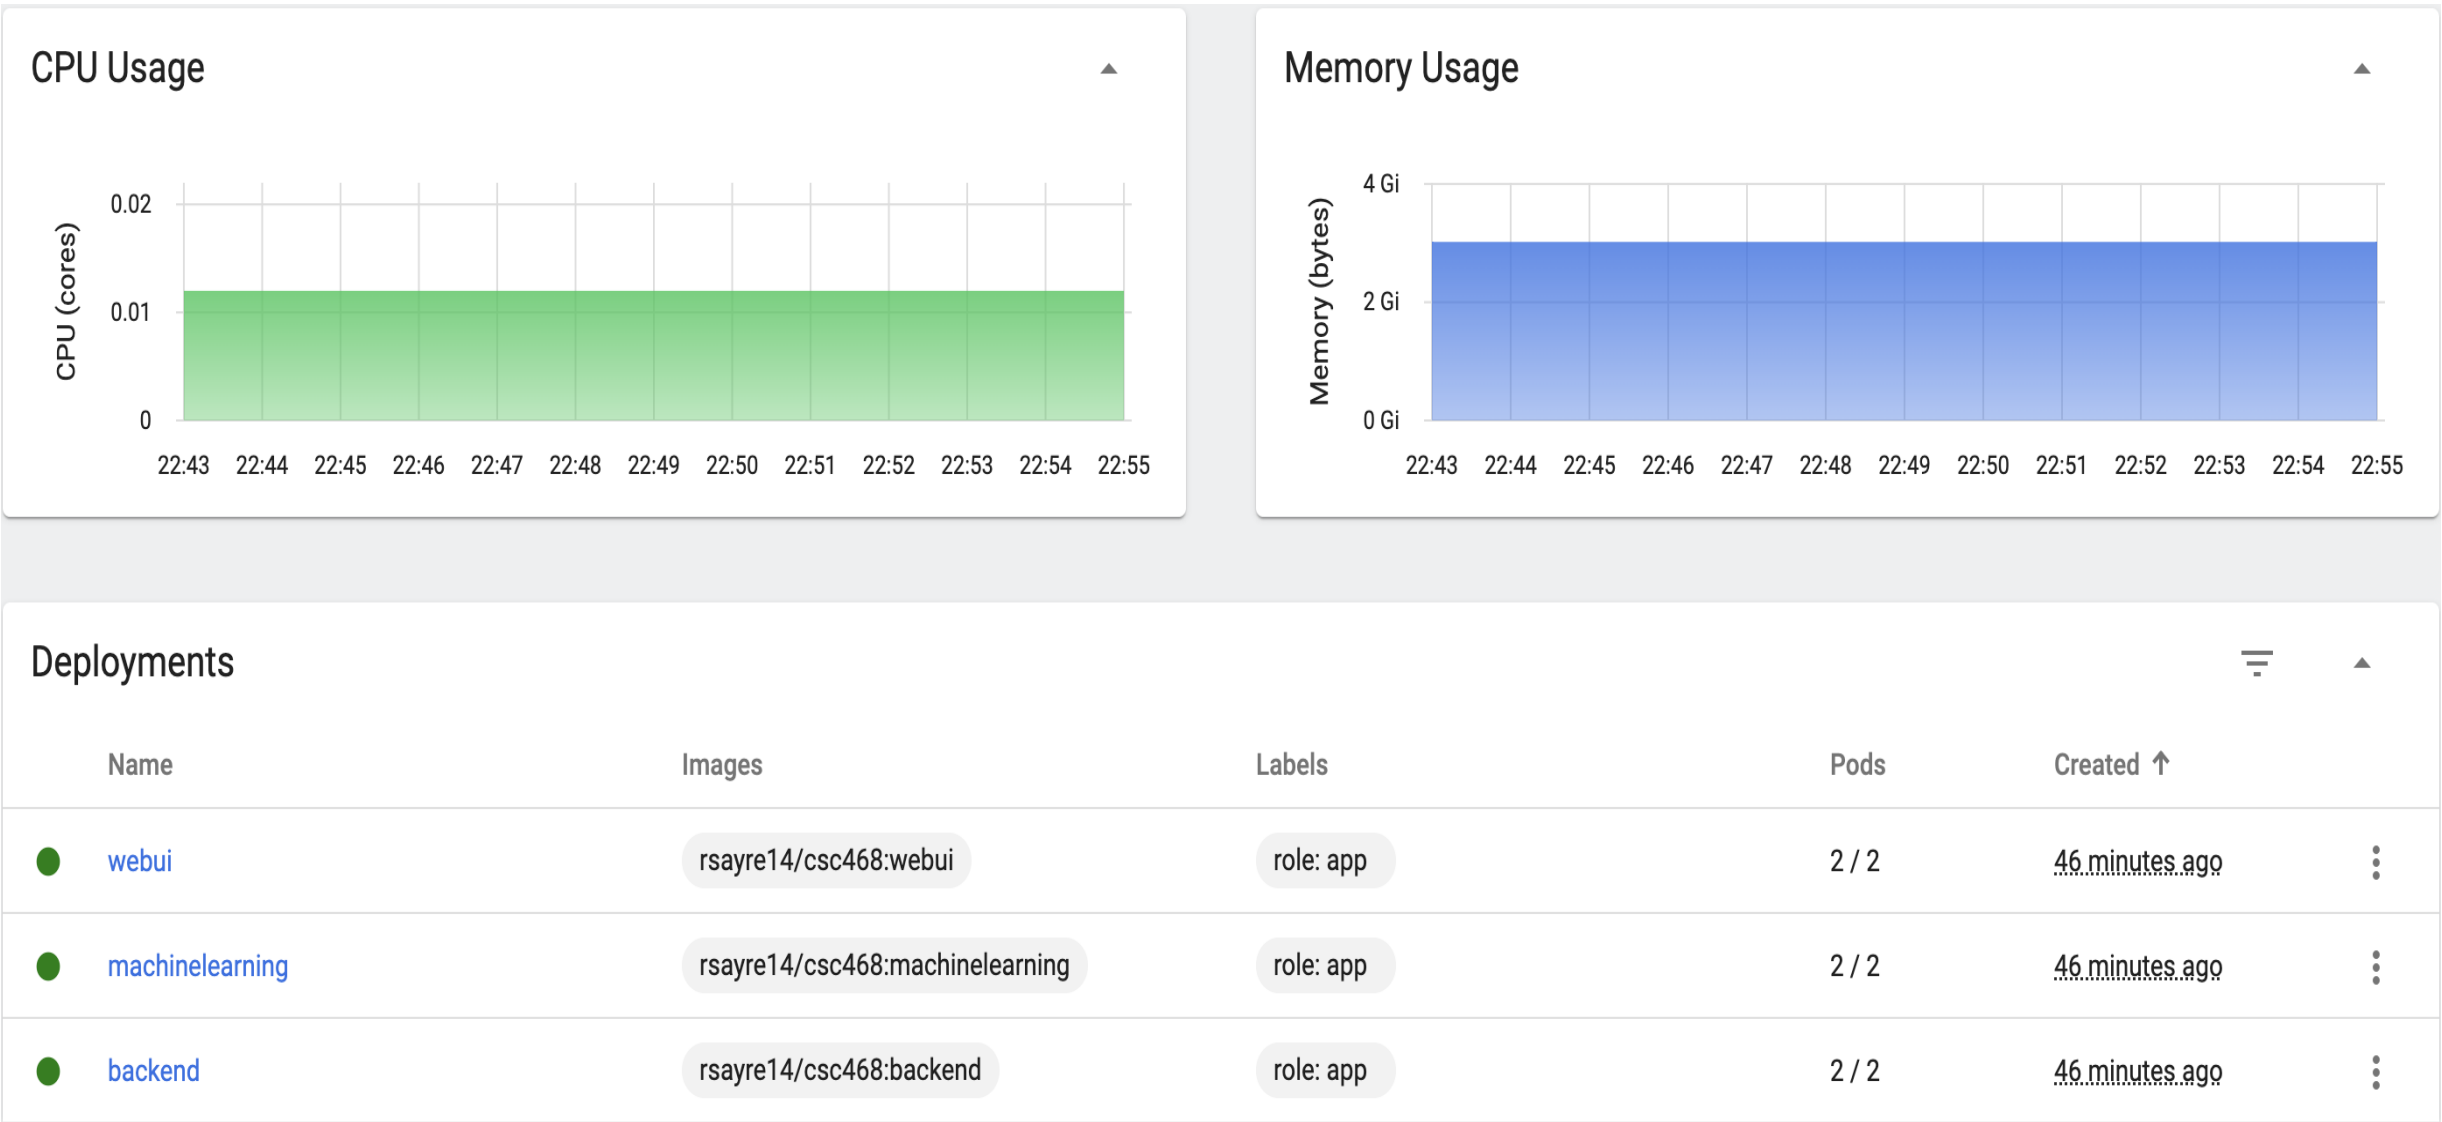 CPU Usage
CPU (cores)
0.02
0.01
0
22:43 22:44 22:45 22:46 22:47 22:48 22:49 22:50 22:51 22:52 22:53 22:54 22:55
Memory Usage
Memory (bytes)
4 Gi
2 Gi
0 Gi
22:43 22:44 22:45 22:46 22:47 22:48 22:49 22:50 22:51 22:52 22:53 22:54 22:55
Deployments
Name Images Labels Pods Created ↑
webui rsayre14/csc468:webui role: app 2 / 2 46 minutes ago
machinelearning rsayre14/csc468:machinelearning role: app 2 / 2 46 minutes ago
backend rsayre14/csc468:backend role: app 2 / 2 46 minutes ago